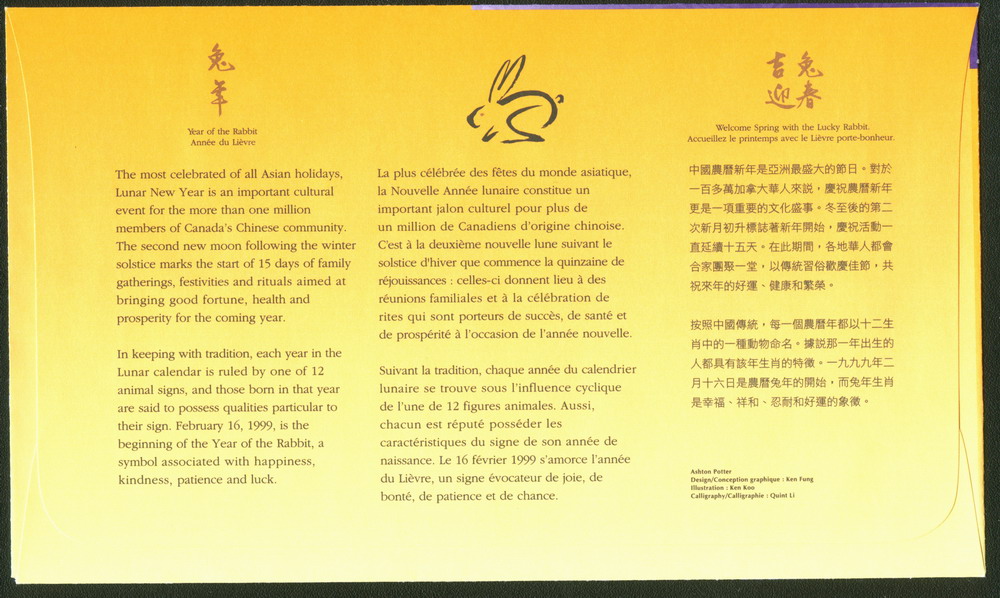 兔
年
Year of the Rabbit
Année du Lièvre
The most celebrated of all Asian holidays,
Lunar New Year is an important cultural
event for the more than one million
members of Canada's Chinese community.
The second new moon following the winter
solstice marks the start of 15 days of family
gatherings, festivities and rituals aimed at
bringing good fortune, health and
prosperity for the coming year.
In keeping with tradition, each year in the
Lunar calendar is ruled by one of 12
animal signs, and those born in that year
are said to possess qualities particular to
their sign. February 16, 1999, is the
beginning of the Year of the Rabbit, a
symbol associated with happiness,
kindness, patience and luck.
La plus célébrée des fêtes du monde asiatique,
la Nouvelle Année lunaire constitue un
important jalon culturel pour plus de
un million de Canadiens d'origine chinoise.
C'est à la deuxième nouvelle lune suivant le
solstice d'hiver que commence la quinzaine de
réjouissances : celles-ci donnent lieu à des
réunions familiales et à la célébration de
rites qui sont porteurs de succès, de santé et
de prospérité à l'occasion de l'année nouvelle.
Suivant la tradition, chaque année du calendrier
lunaire se trouve sous l'influence cyclique
de l'une de 12 figures animales. Aussi,
chacun est réputé posséder les
caractéristiques du signe de son année de
naissance. Le 16 février 1999 s'amorce l'année
du Lièvre, un signe évocateur de joie, de
bonté, de patience et de chance.
吉兔
迎春
Welcome Spring with the Lucky Rabbit.
Accueillez le printemps avec le Lièvre porte-bonheur.
中國農曆新年是亞洲最盛大的節日。對於
一百多萬加拿大華人來説，慶祝農曆新年
更是一項重要的文化盛事。冬至後的第二
次新月初升標誌著新年開始，慶祝活動一
直延續十五天。在此期間，各地華人都會
合家團聚一堂，以傳統習俗歡慶佳節，共
祝來年的好運、健康和繁榮。
按照中國傳統，每一個農曆年都以十二生
肖中的一種動物命名。據説那一年出生的
人都具有該年生肖的特徵。一九九九年二
月十六日是農曆兔年的開始，而兔年生肖
是幸福、祥和、忍耐和好運的象徵。
Ashton Potter
Design/Conception graphique : Ken Fung
Illustration : Ken Koo
Calligraphy/Calligraphie : Quint Li